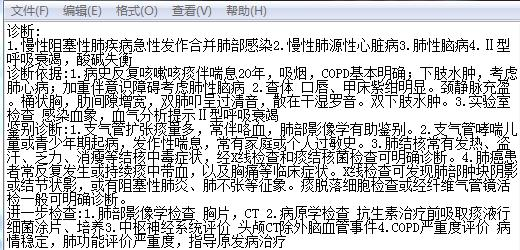 文件(F) 编辑(E) 格式(O) 查看(V) 帮助(H)
诊断:
1.慢性阻塞性肺疾病急性发作合并肺部感染2.慢性肺源性心脏病3.肺性脑病4.Ⅱ型
呼吸衰竭，酸碱失衡
诊断依据:1.病史反复咳嗽咳痰伴喘息20年，吸烟，COPD基本明确；下肢水肿，考虑
肺心病；加重伴意识障碍考虑肺性脑病 2.查体 口唇、甲床紫绀明显。颈静脉充盈
。桶状胸，肋间隙增宽，双肺叩呈过清音，散在干湿罗音。双下肢水肿。3.实验室
检查 感染血象，血气分析提示Ⅱ型呼吸衰竭
鉴别诊断:1.支气管扩张痰量多，常伴咯血，肺部影像学有助鉴别。2.支气管哮喘儿
童或青少年期起病，发作性喘息，常有家庭或个人过敏史。3.肺结核常有发热、盗
汗、乏力、消瘦等结核中毒症状，经X线检查和痰结核菌检查可明确诊断。4.肺癌患
者常反复发生或持续痰中带血，以及胸痛等临床症状。X线检查可发现肺部肿块阴影
或结节状影，或有阻塞性肺炎、肺不张等征象。痰脱落细胞检查或经纤维气管镜活
检一般可明确诊断。
进一步检查:1.肺部影像学检查 胸片，CT 2.病原学检查 抗生素治疗前吸取痰液行
细菌涂片、培养3.中枢神经系统评价 头颅CT除外脑血管事件4.COPD严重度评价 病
情稳定，肺功能评价严重度，指导原发病治疗